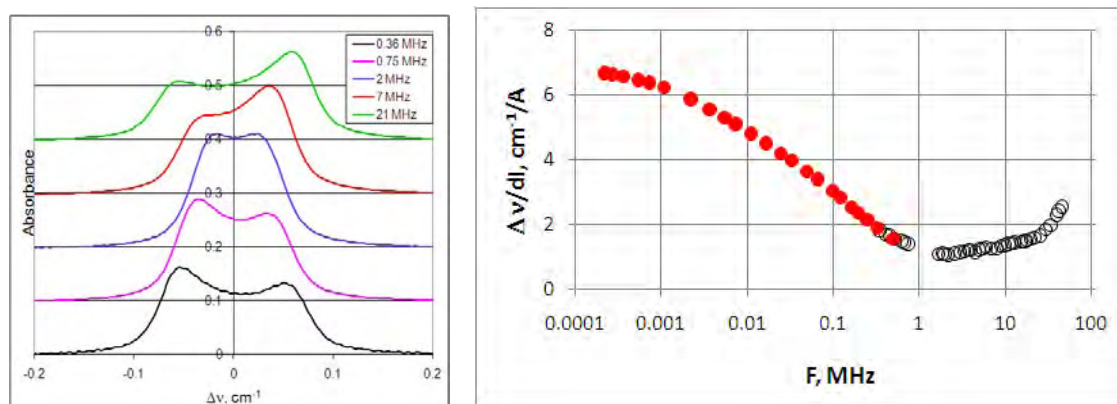 0.6
0.36 MHz
0.75 MHz
2 MHz
7 MHz
21 MHz
0.5
0.4
0.3
0.2
0.1
0
Absorbance
-0.2
-0.1
0
0.1
0.2
Δν, cm⁻¹
8
6
4
2
0
Δν/dI, cm⁻¹/A
0.0001
0.001
0.01
0.1
1
10
100
F, MHz